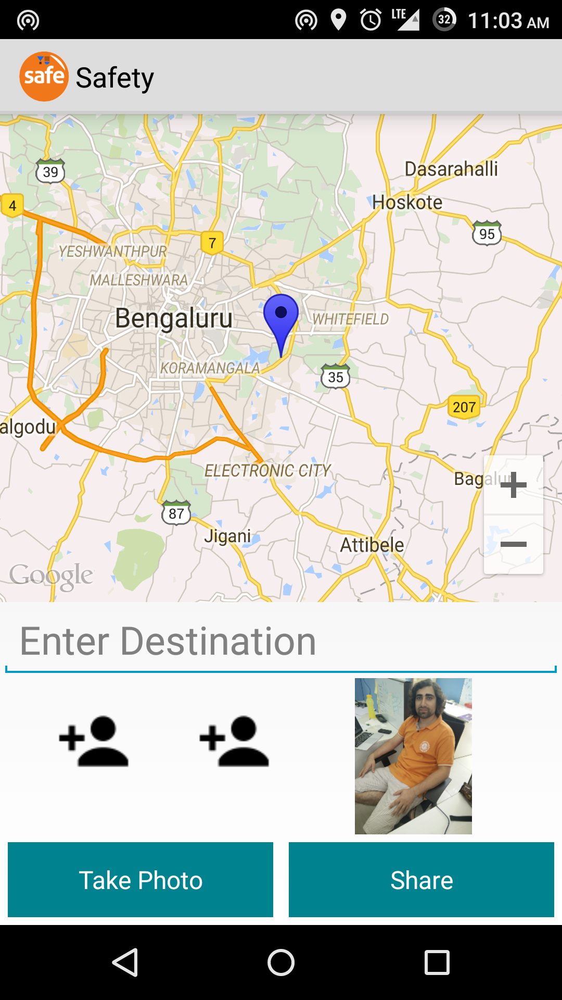 LTE 32 11:03 AM
safe Safety
39
Dasarahalli
4
Hoskote
95
7
YESHWANTHPUR
MALLESHWARA
Bengaluru
WHITEFIELD
KORAMANGALA
35
207
algodu
ELECTRONIC CITY
Bagalur
87
Jigani
Attibele
Google
Enter Destination
Take Photo Share